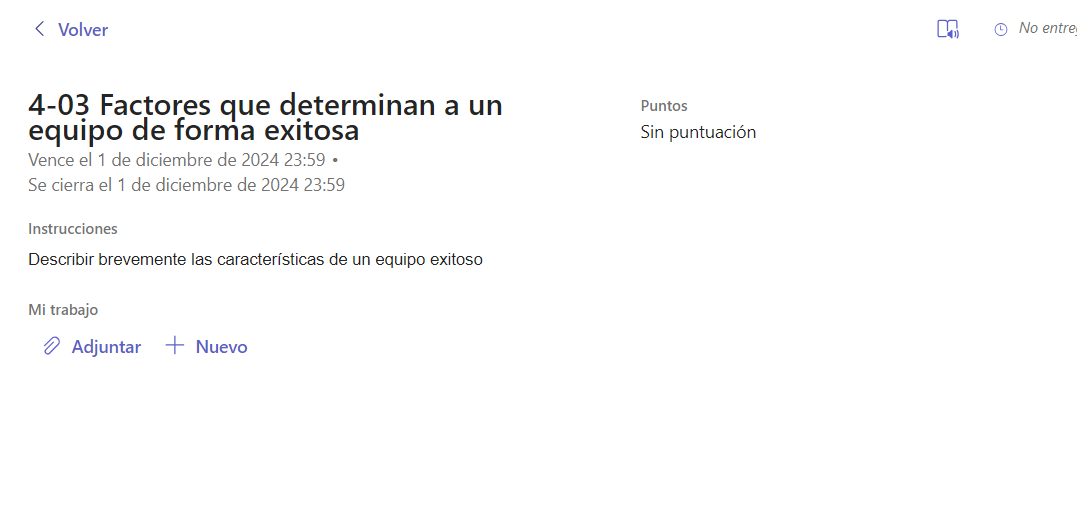 Volver
No entre
4-03 Factores que determinan a un
equipo de forma exitosa
Vence el 1 de diciembre de 2024 23:59 •
Se cierra el 1 de diciembre de 2024 23:59
Puntos
Sin puntuación
Instrucciones
Describir brevemente las características de un equipo exitoso
Mi trabajo
Adjuntar
Nuevo